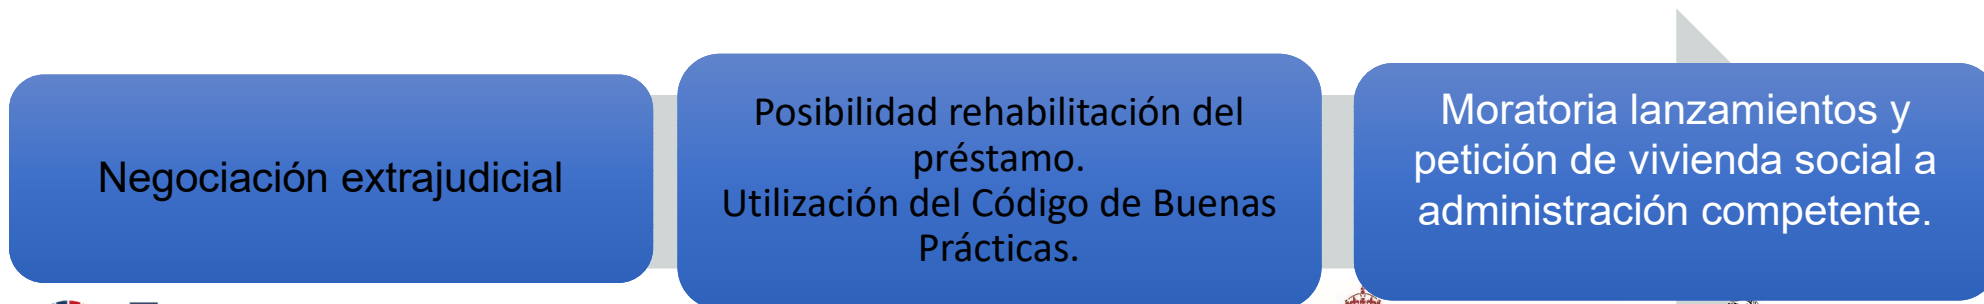 Negociación extrajudicial
Posibilidad rehabilitación del
préstamo.
Utilización del Código de Buenas
Prácticas.
Moratoria lanzamientos y
petición de vivienda social a
administración competente.